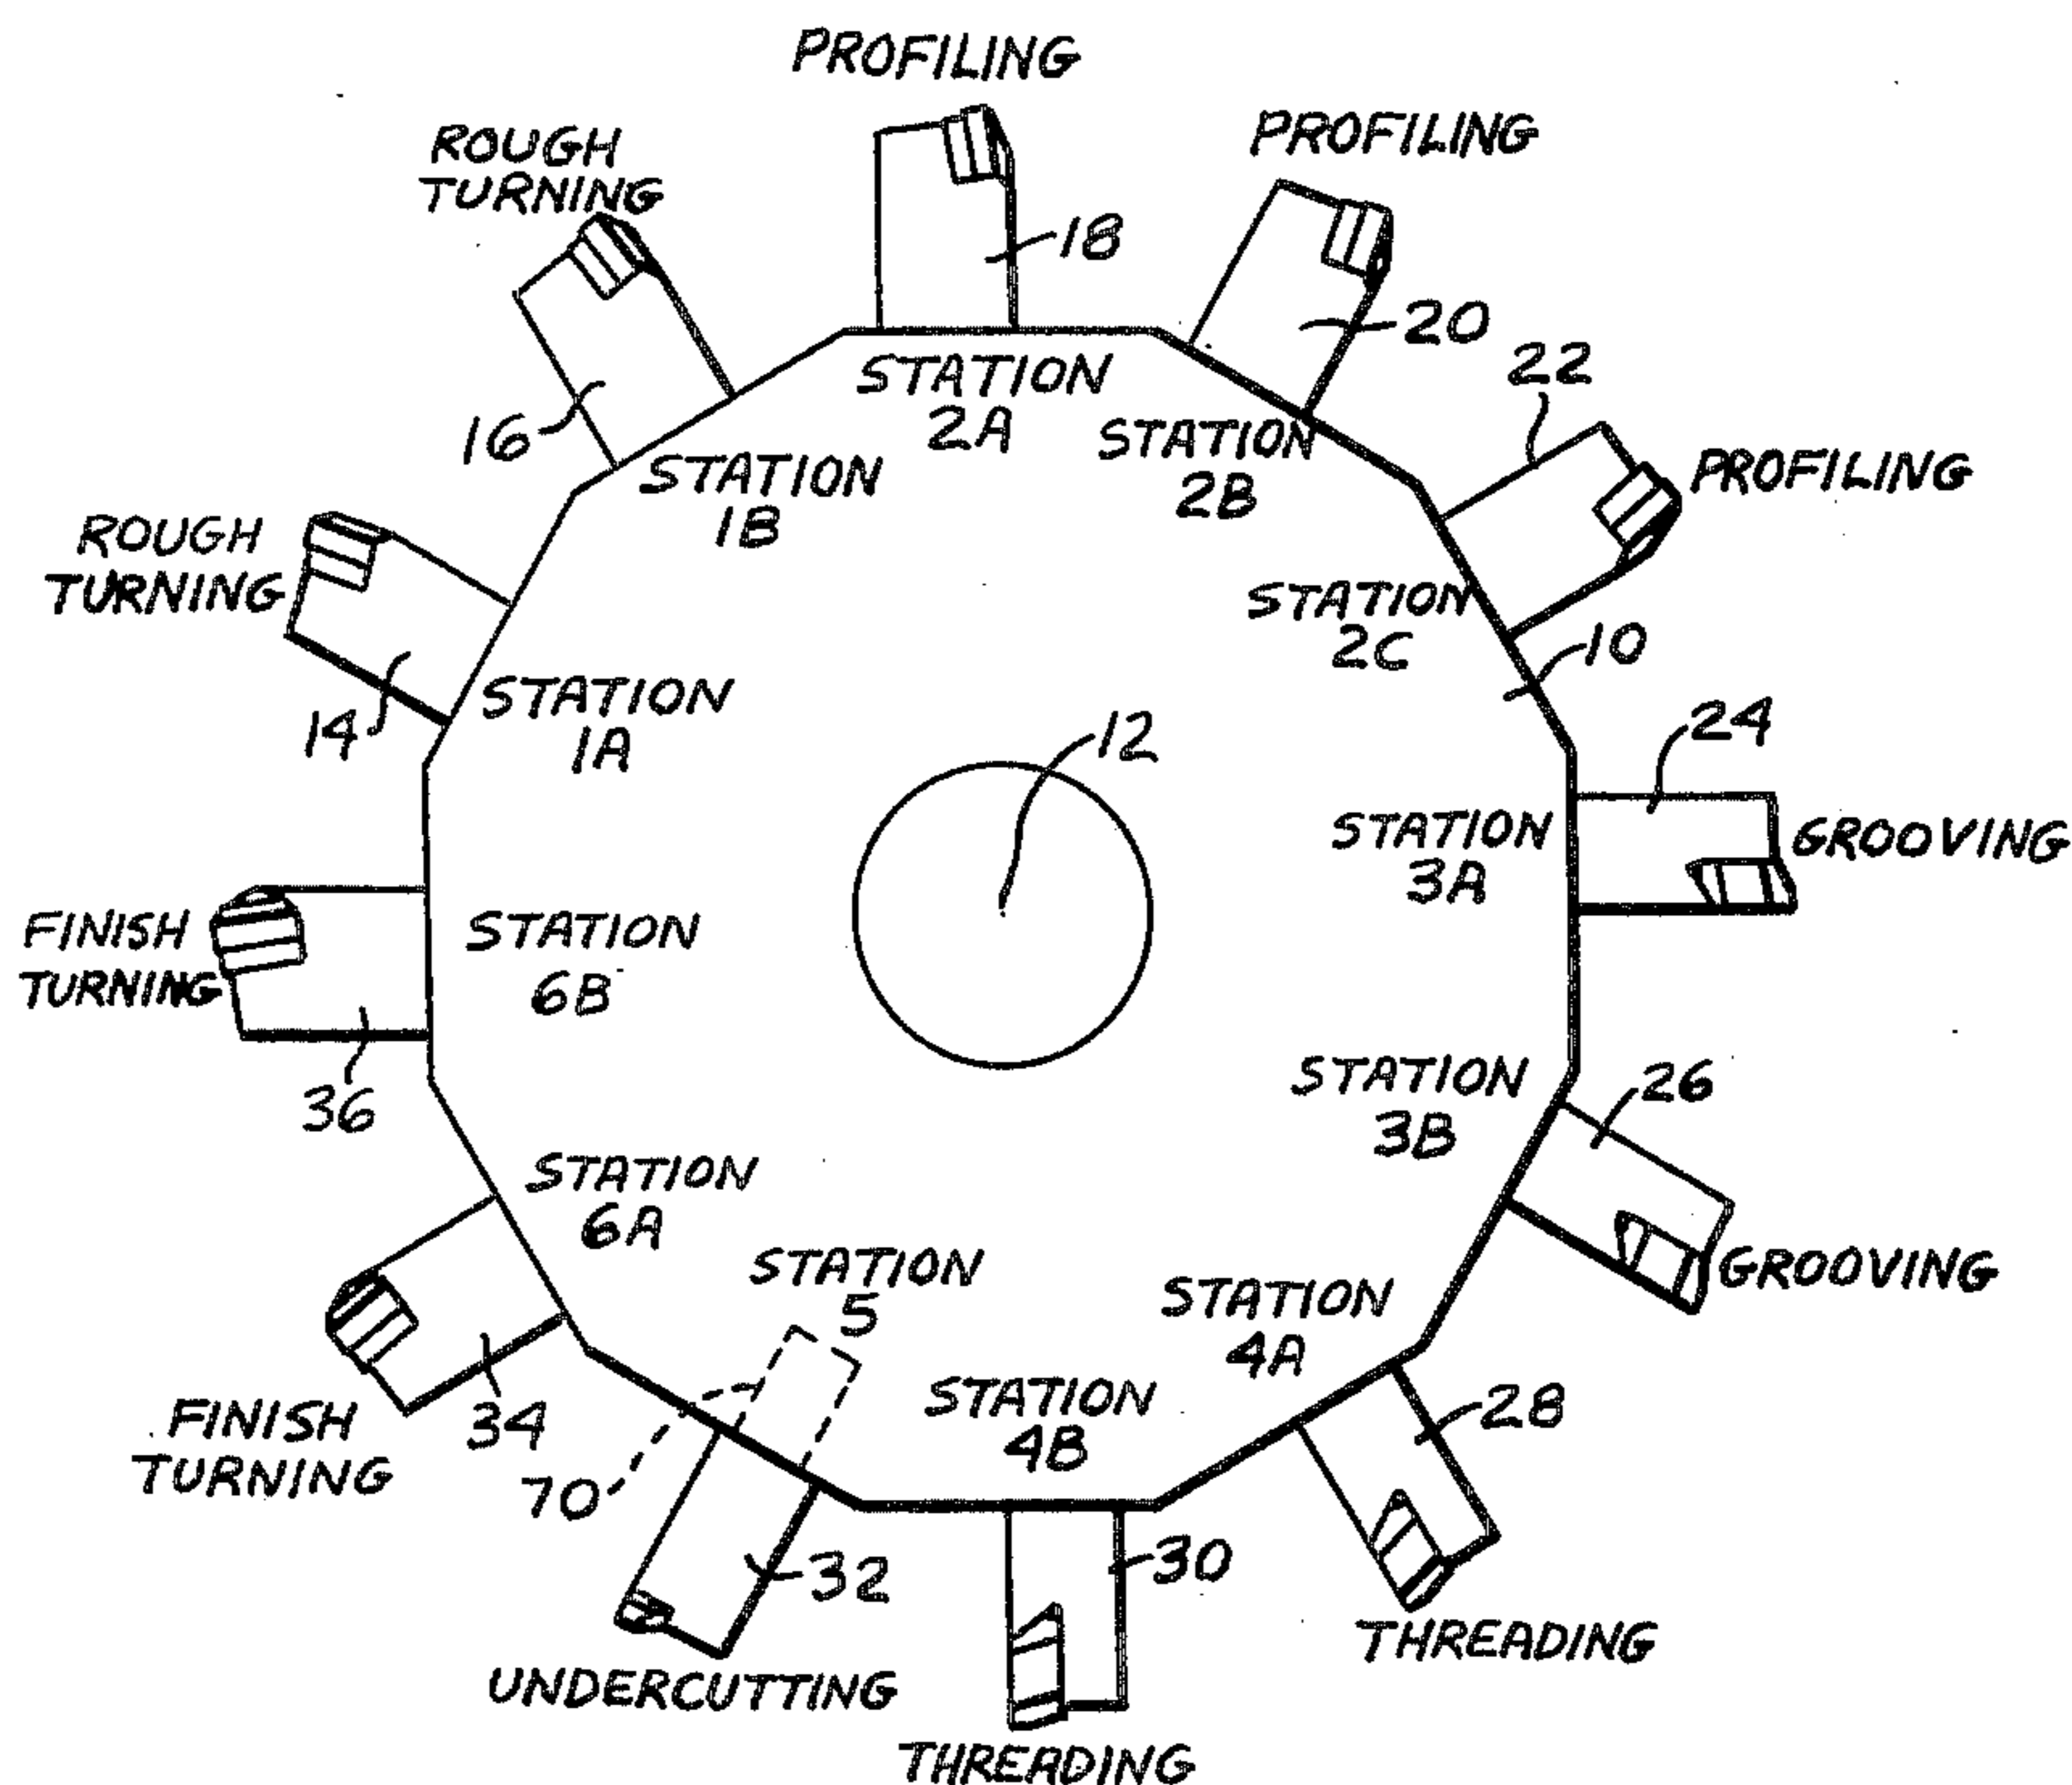 PROFILING
ROUGH
TURNING
PROFILING
18
20
22
STATION
2A
STATION
2B
16
STATION
1B
PROFILING
ROUGH
TURNING
STATION
2C
10
14
STATION
1A
12
24
STATION
3A
GROOVING
FINISH
TURNING
STATION
6B
36
STATION
3B
26
STATION
6A
GROOVING
STATION
5
STATION
4A
STATION
4B
28
FINISH
TURNING
34
70
32
30
THREADING
UNDERCUTTING
THREADING